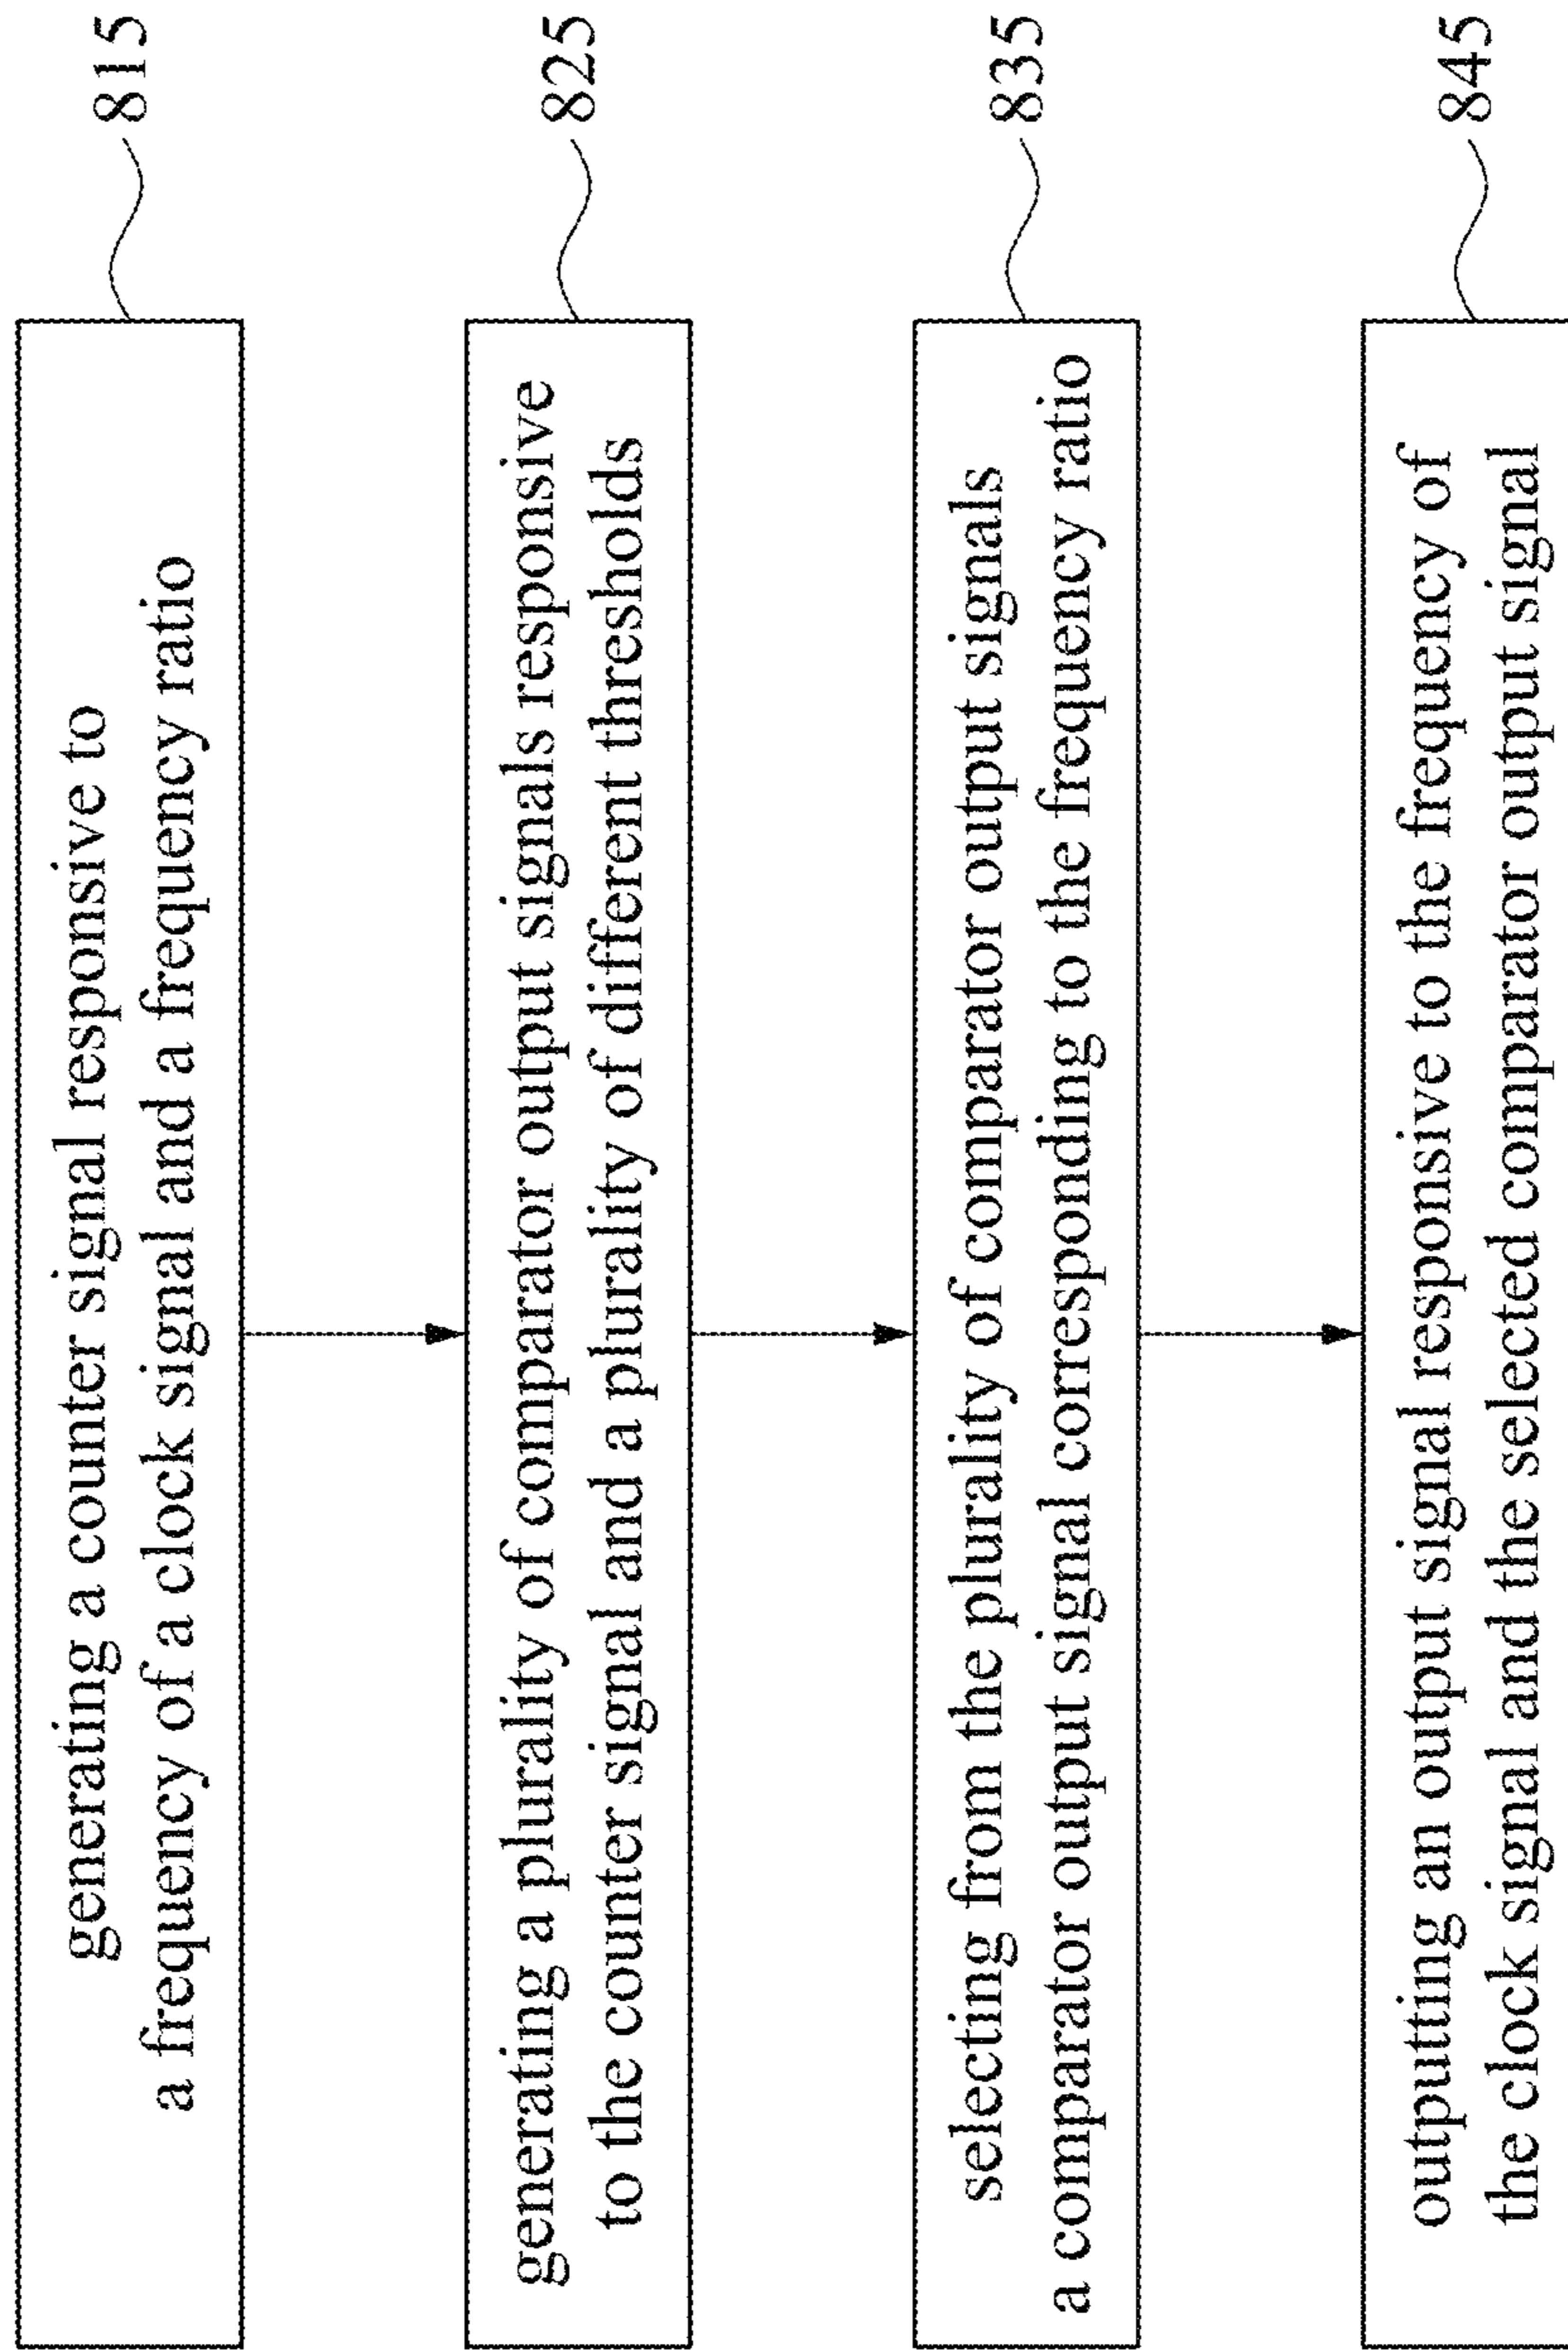 generating a counter signal responsive to
a frequency of a clock signal and a frequency ratio
815
generating a plurality of comparator output signals responsive
to the counter signal and a plurality of different thresholds
825
selecting from the plurality of comparator output signals
a comparator output signal corresponding to the frequency ratio
835
outputting an output signal responsive to the frequency of
the clock signal and the selected comparator output signal
845